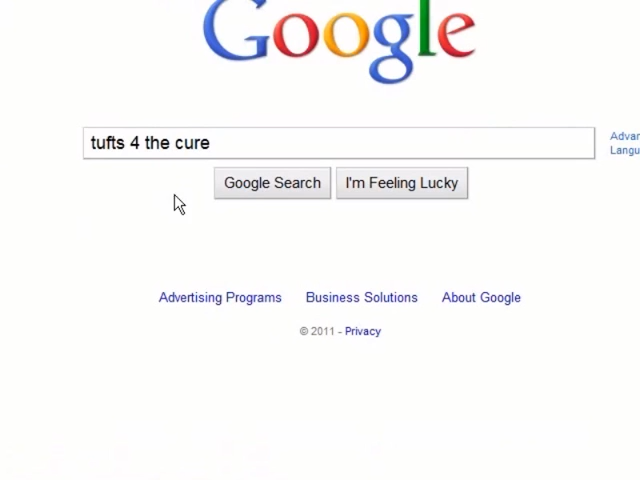 Google
tufts 4 the cure
Google Search
I'm Feeling Lucky
Advertising Programs
Business Solutions
About Google
© 2011 - Privacy